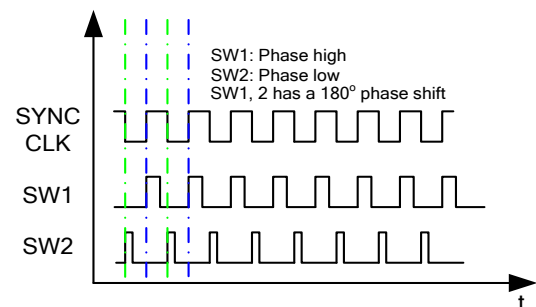 SW1: Phase high
SW2: Phase low
SW1, 2 has a 180° phase shift
SYNC
CLK
SW1
SW2
t